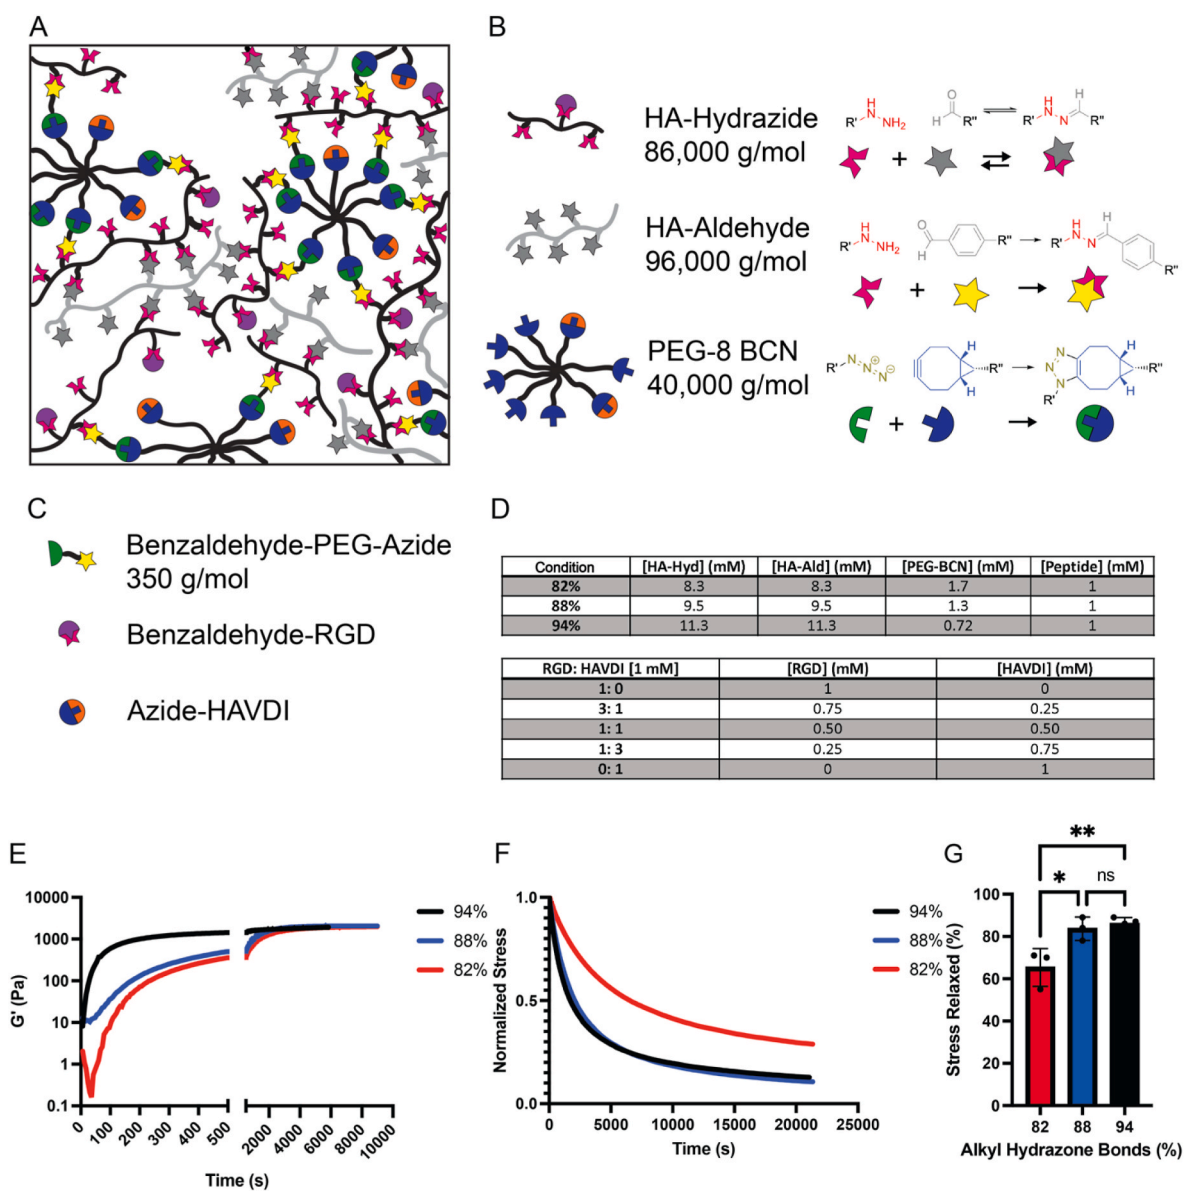 A
B
HA-Hydrazide
86,000 g/mol
R' H N NH2 + H O R" ⇌ R' H N N H R"
HA-Aldehyde
96,000 g/mol
R' H N NH2 + O H R" → R' H N N H R"
PEG-8 BCN
40,000 g/mol
R' N N⊕ N⊖ + H H R" → N N N R' H H R"
C
Benzaldehyde-PEG-Azide
350 g/mol
Benzaldehyde-RGD
Azide-HAVDI
D
Condition [HA-Hyd] (mM) [HA-Ald] (mM) [PEG-BCN] (mM) [Peptide] (mM)
82% 8.3 8.3 1.7 1
88% 9.5 9.5 1.3 1
94% 11.3 11.3 0.72 1
RGD: HAVDI [1 mM] [RGD] (mM) [HAVDI] (mM)
1: 0 1 0
3: 1 0.75 0.25
1: 1 0.50 0.50
1: 3 0.25 0.75
0: 1 0 1
E
G' (Pa)
10000
1000
100
10
1
0.1
0 100 200 300 400 500 2000 4000 6000 8000 10000
Time (s)
94%
88%
82%
F
Normalized Stress
1.0
0.5
0.0
0 5000 10000 15000 20000 25000
Time (s)
94%
88%
82%
G
**
* ns
Stress Relaxed (%)
100
80
60
40
20
0
82 88 94
Alkyl Hydrazone Bonds (%)